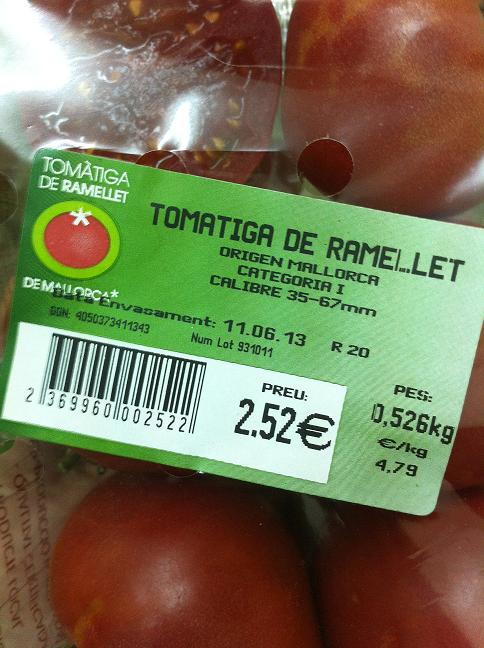 TOMÀTIGA
DE RAMELLET
TOMATIGA DE RAMEL..LET
ORIGEN MALLORCA
CATEGORIA I
CALIBRE 35-67mm
DE MALLORCA*
Data Envasament: 11.06.13
GGN: 4050373411343
Num Lot 931011
R 20
2 369960 002522
PREU:
2.52€
PES:
0,526kg
€/kg
4,79